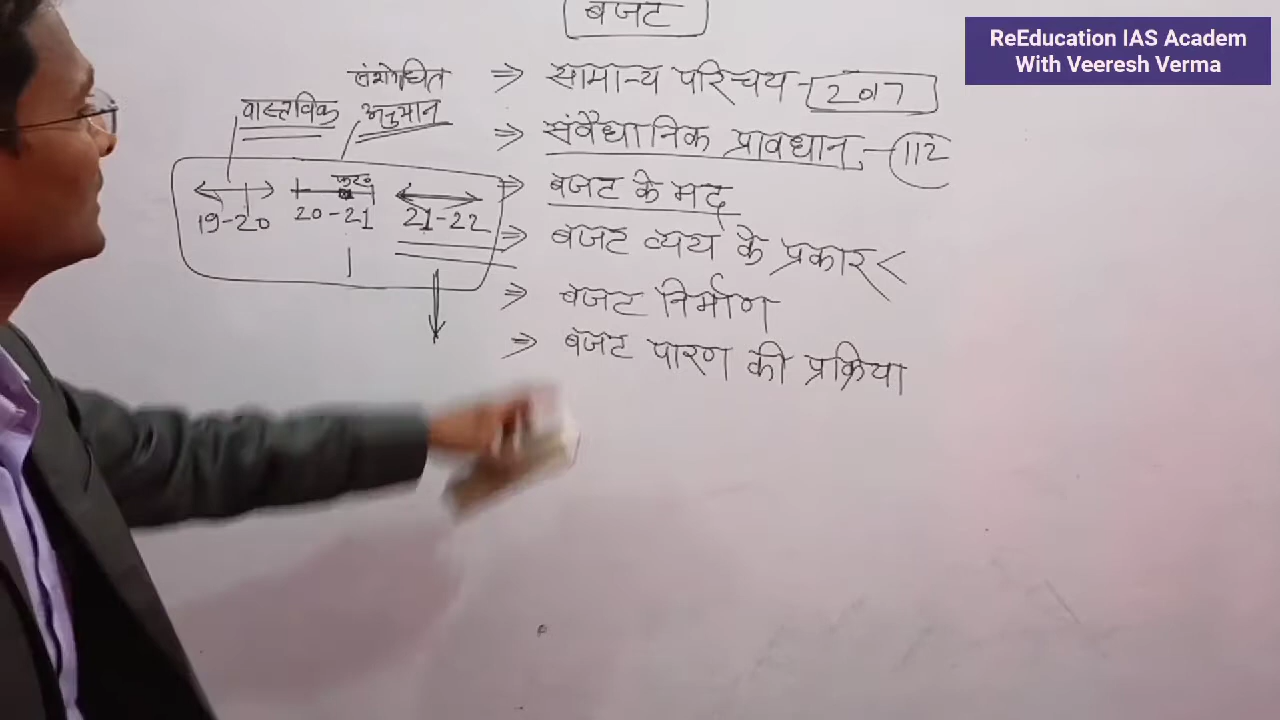 बजट
ReEducation IAS Academ
With Veeresh Verma
संशोधित
अनुमान
वास्तविक
19-20
20-21
21-22
⇒ सामान्य परिचय - 2017
⇒ संवैधानिक प्रावधान - 112
⇒ बजट के मद
⇒ बजट व्यय के प्रकार <
⇒ बजट निर्माण
⇒ बजट पारण की प्रक्रिया